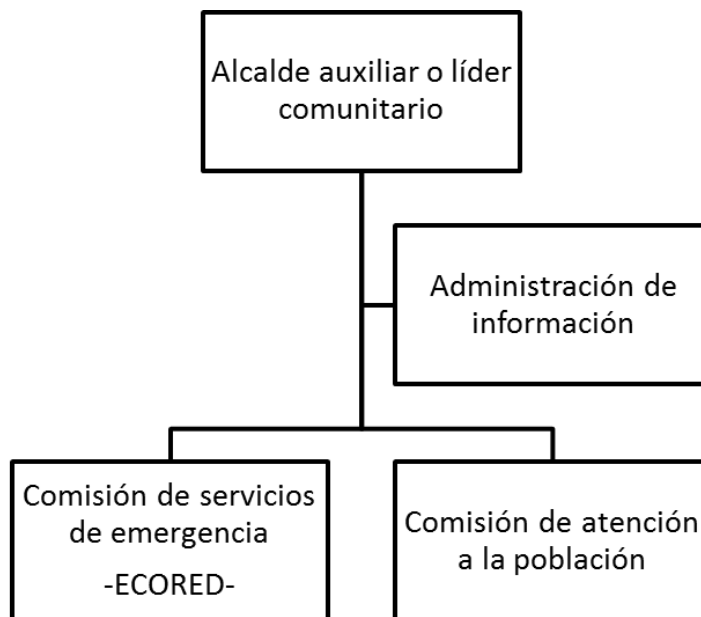 Alcalde auxiliar o líder
comunitario
Administración de
información
Comisión de servicios
de emergencia
-ECORED-
Comisión de atención
a la población